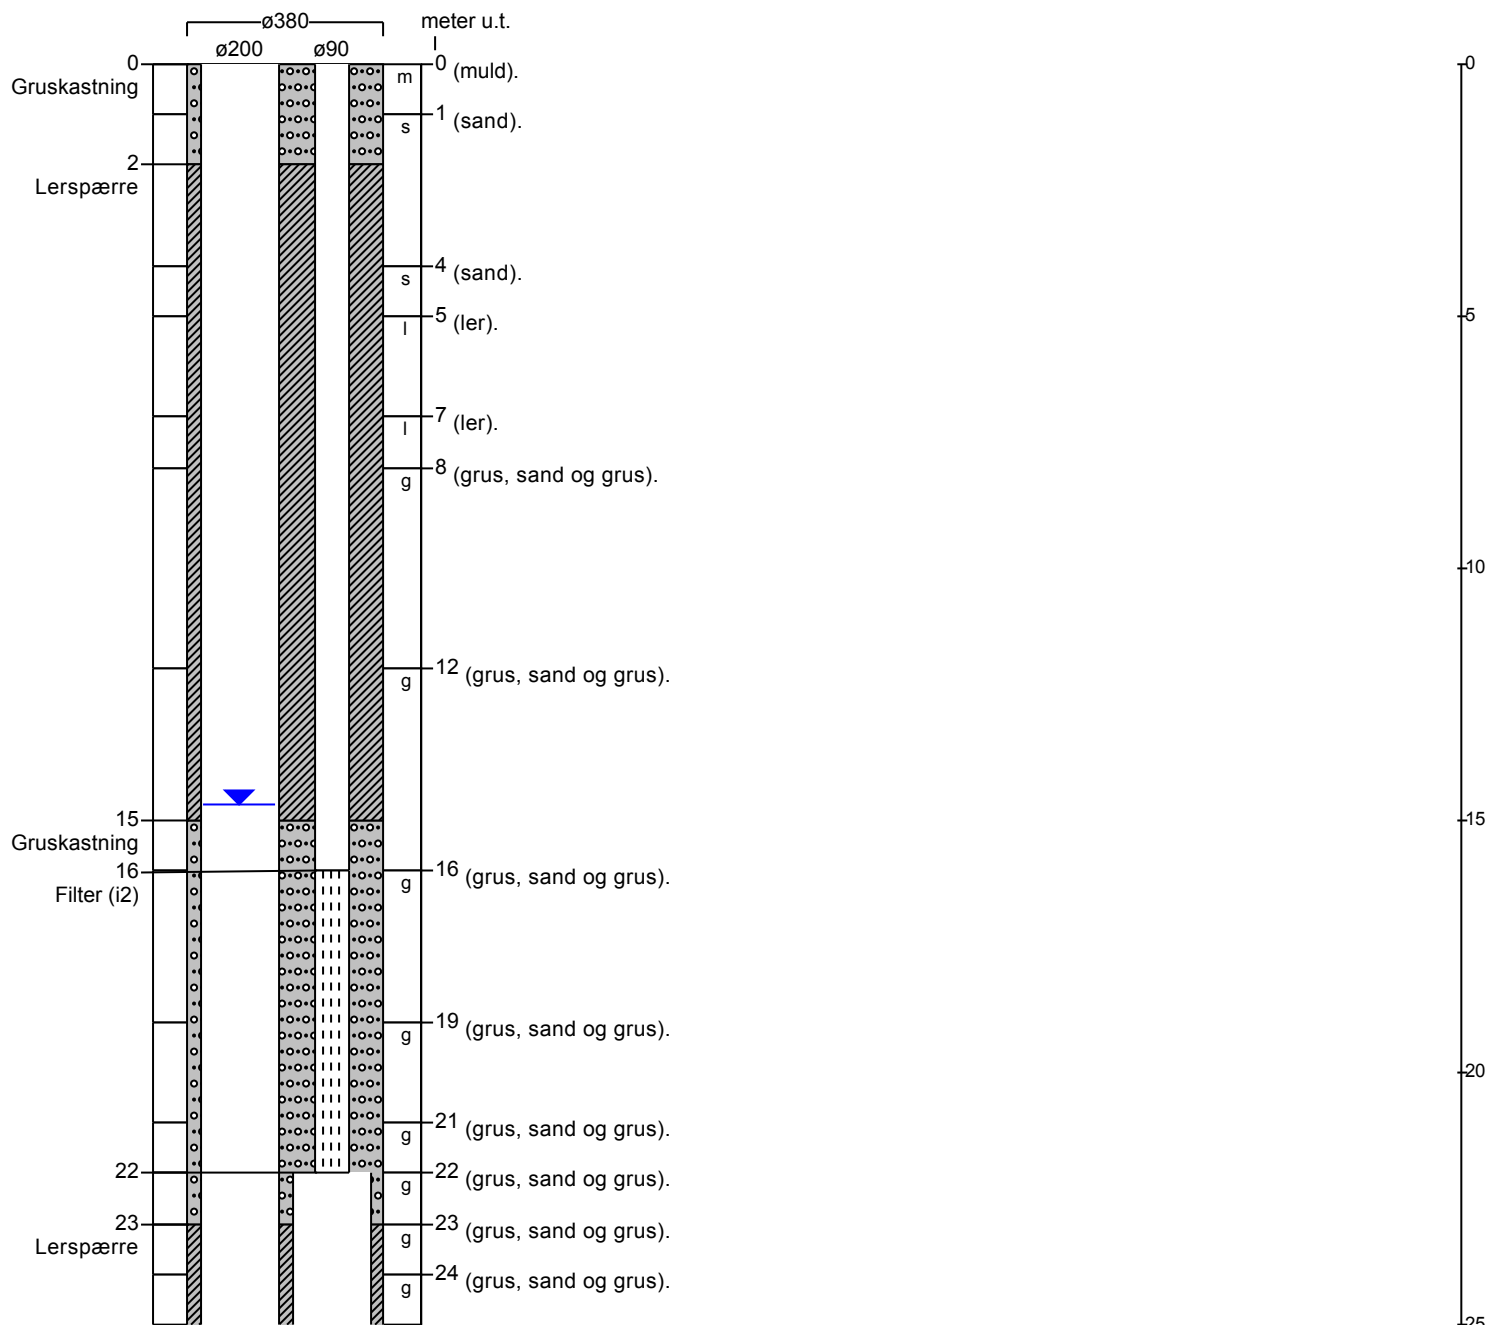 ø380 meter u.t.
ø200 ø90
0 0 (muld). 0
Gruskastning m
1 (sand).
s
2
Lerspærre
4 (sand).
s
5 (ler). 5
l
7 (ler).
l
8 (grus, sand og grus).
g
10
12 (grus, sand og grus).
g
15 15
Gruskastning
16 16 (grus, sand og grus).
Filter (i2) g
19 (grus, sand og grus).
g
20
21 (grus, sand og grus).
g
22 22 (grus, sand og grus).
g
23 23 (grus, sand og grus).
Lerspærre g
24 (grus, sand og grus).
g
25